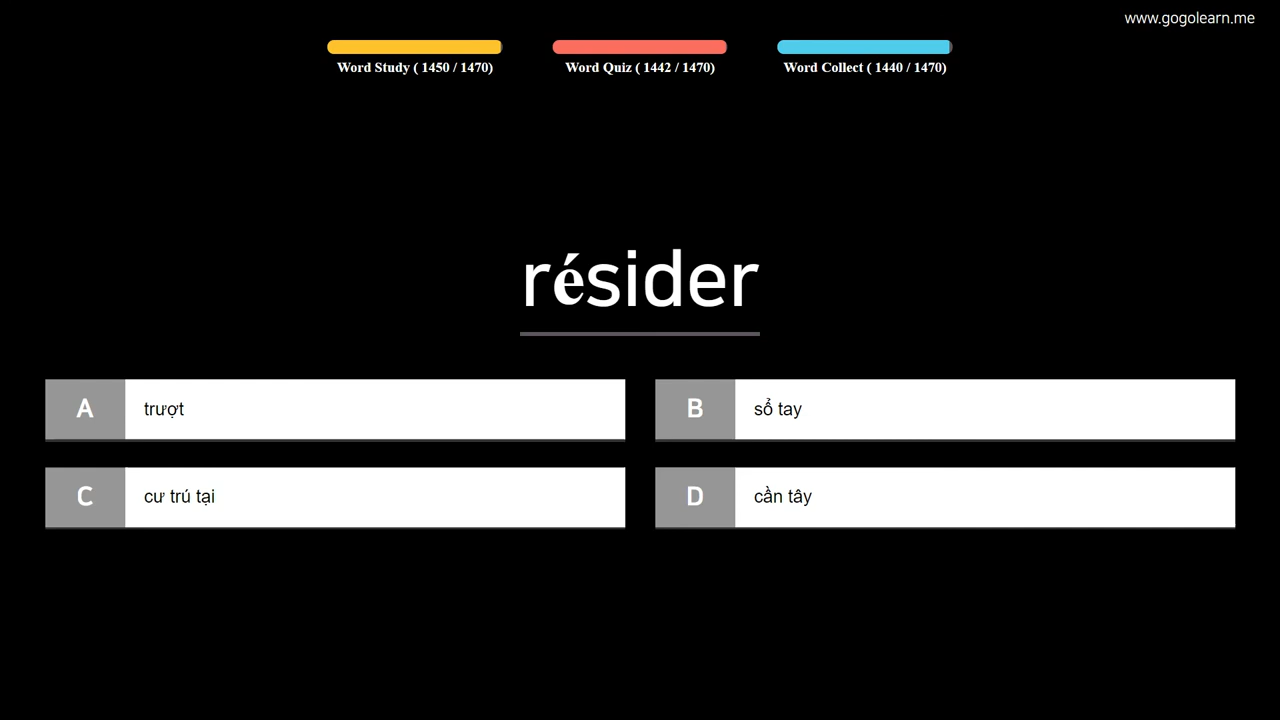 www.gogolearn.me
Word Study ( 1450 / 1470)
Word Quiz ( 1442 / 1470)
Word Collect ( 1440 / 1470)
résider
A trượt
B sổ tay
C cư trú tại
D cần tây